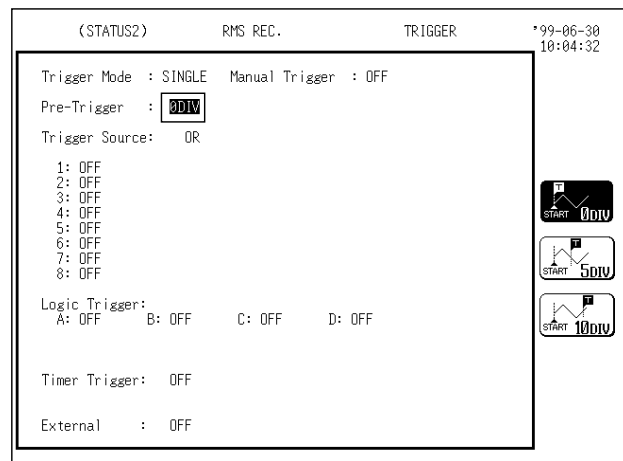 (STATUS2) RMS REC. TRIGGER '99-06-30
10:04:32
Trigger Mode : SINGLE Manual Trigger : OFF
Pre-Trigger : 0DIV
Trigger Source: OR
1: OFF
2: OFF
3: OFF
4: OFF
5: OFF
6: OFF
7: OFF
8: OFF
Logic Trigger:
A: OFF B: OFF C: OFF D: OFF
Timer Trigger: OFF
External : OFF
T
START 0DIV
T
START 5DIV
T
START 10DIV